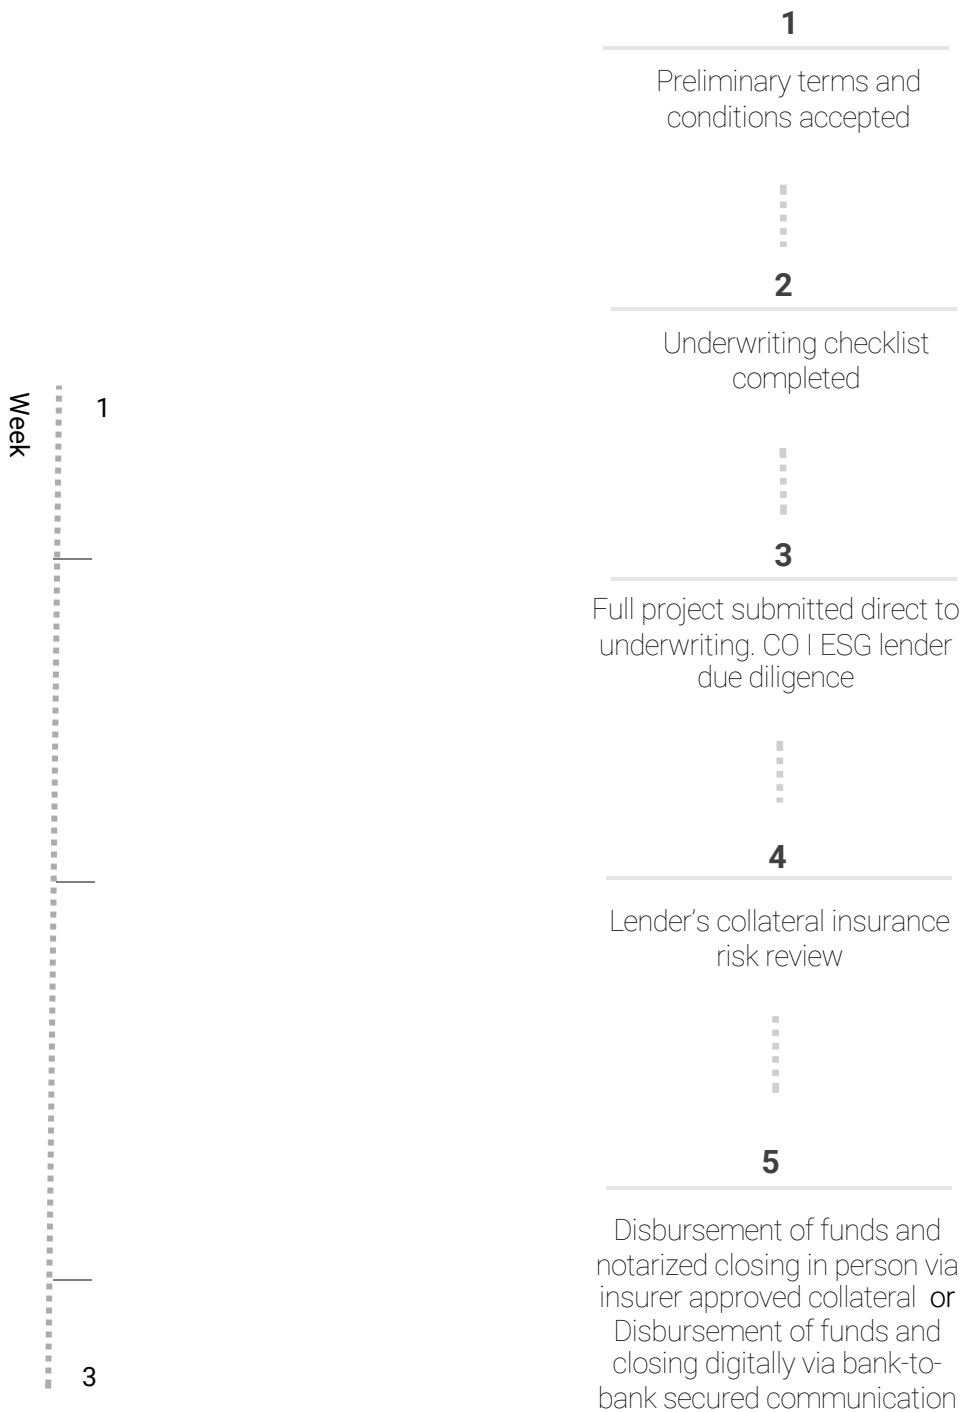 1
Preliminary terms and
conditions accepted
2
Underwriting checklist
completed
Week
1
3
Full project submitted direct to
underwriting. CO I ESG lender
due diligence
4
Lender’s collateral insurance
risk review
5
Disbursement of funds and
notarized closing in person via
insurer approved collateral or
Disbursement of funds and
closing digitally via bank-to-
bank secured communication
3